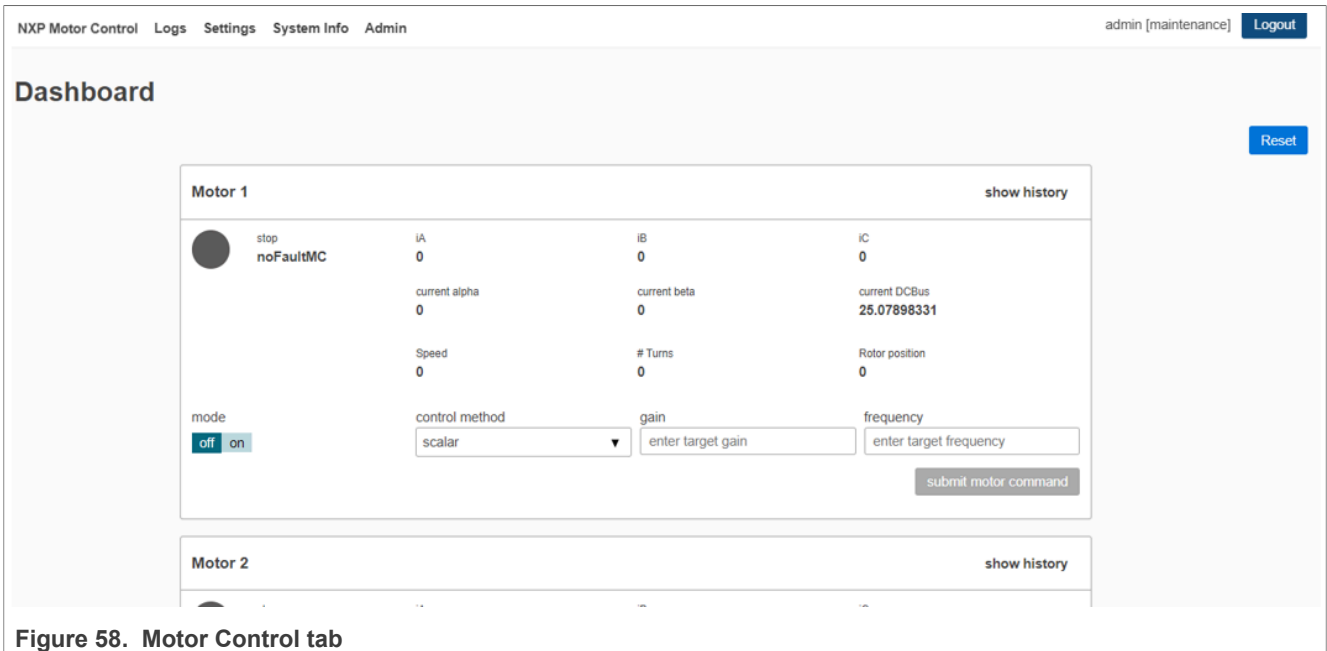 NXP Motor Control Logs Settings System Info Admin admin [maintenance] Logout
Dashboard
Reset
Motor 1 show history
stop iA iB iC
noFaultMC 0 0 0
current alpha current beta current DCBus
0 0 25.07898331
Speed # Turns Rotor position
0 0 0
mode control method gain frequency
off on scalar enter target gain enter target frequency
submit motor command
Motor 2 show history
Figure 58. Motor Control tab